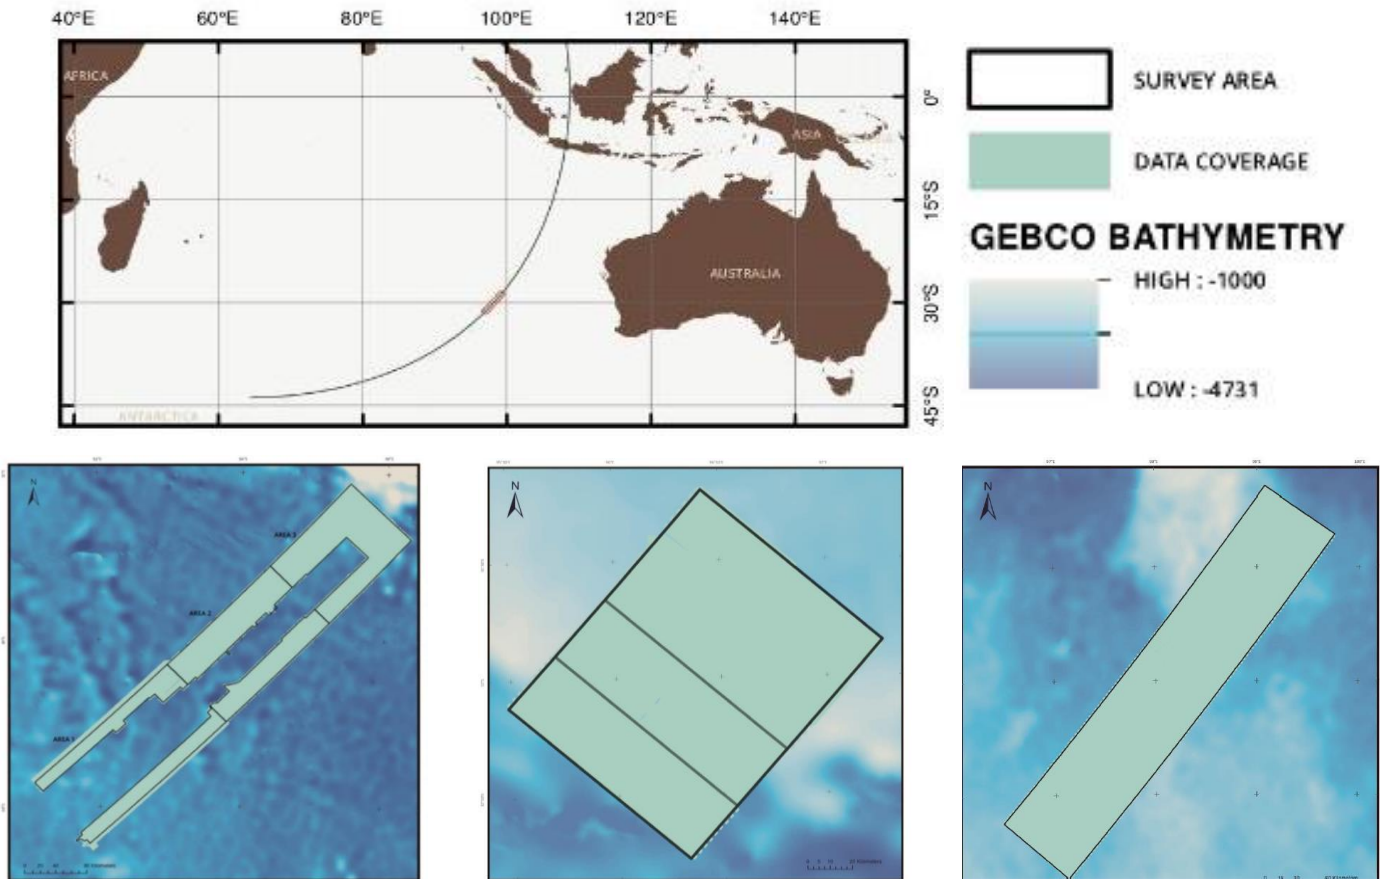 40°E 60°E 80°E 100°E 120°E 140°E
AFRICA
ASIA
AUSTRALIA
ANTARCTICA
0°
15°S
30°S
45°S
SURVEY AREA
DATA COVERAGE
GEBCO BATHYMETRY
HIGH : -1000
LOW : -4731
N
AREA 3
AREA 2
AREA 1
N
N